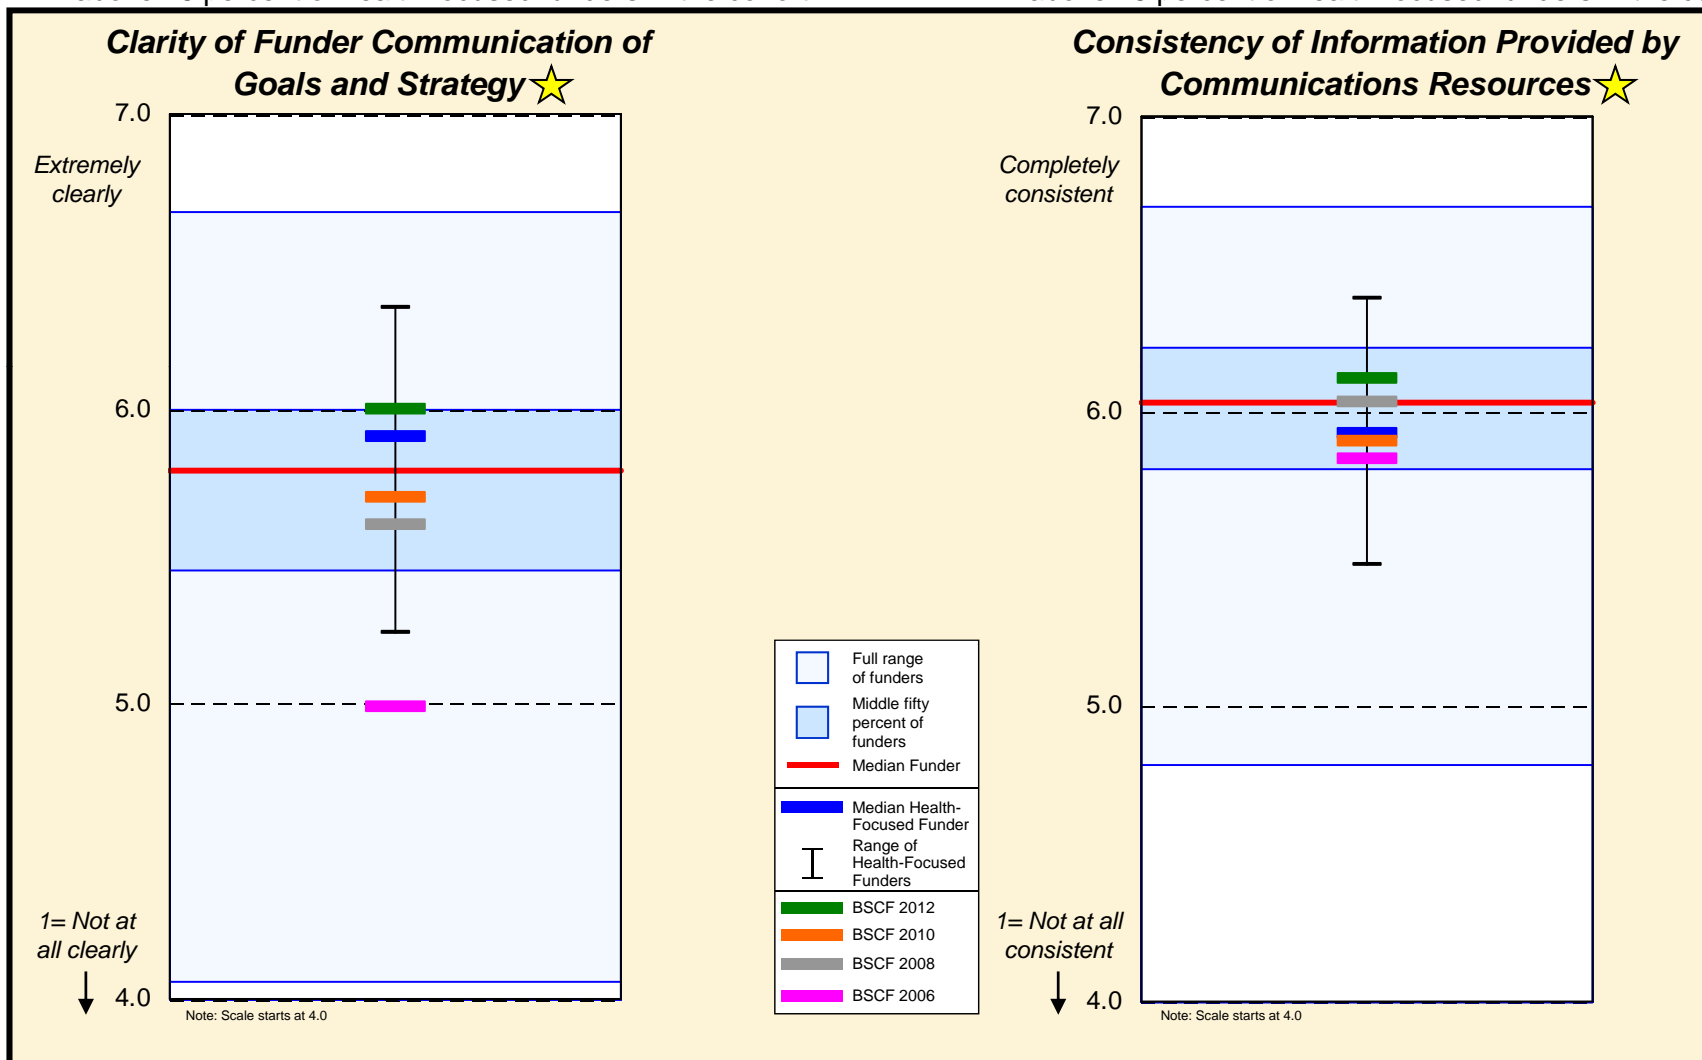 Clarity of Funder Communication of
Goals and Strategy
7.0
Extremely
clearly
6.0
5.0
1= Not at
all clearly
4.0
Note: Scale starts at 4.0
Full range
of funders
Middle fifty
percent of
funders
Median Funder
Median Health-
Focused Funder
Range of
Health-Focused
Funders
BSCF 2012
BSCF 2010
BSCF 2008
BSCF 2006
Consistency of Information Provided by
Communications Resources
7.0
Completely
consistent
6.0
5.0
1= Not at all
consistent
4.0
Note: Scale starts at 4.0